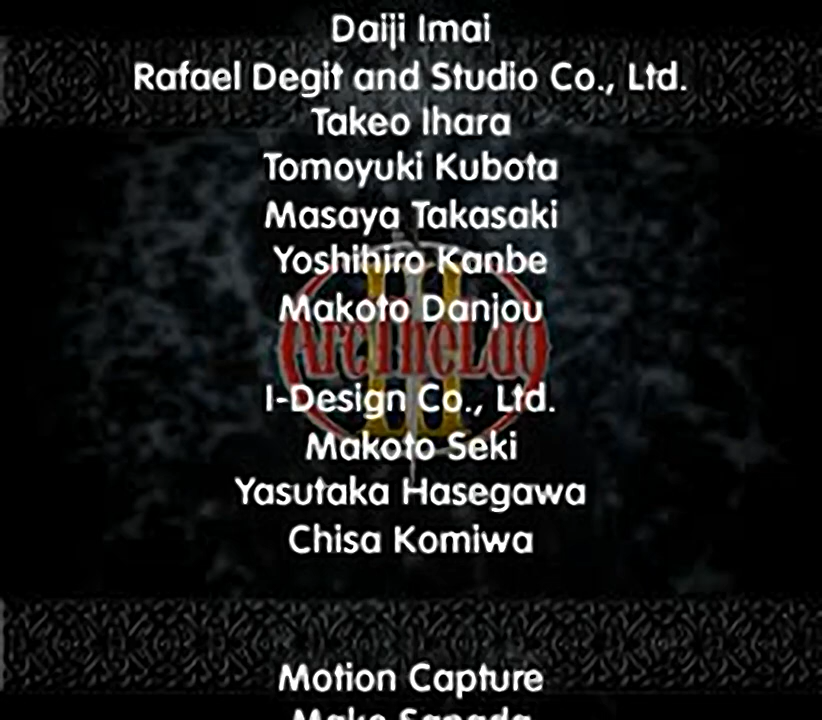 Daiji Imai
Rafael Degit and Studio Co., Ltd.
Takeo Ihara
Tomoyuki Kubota
Masaya Takasaki
Yoshihiro Kanbe
Makoto Danjou
ArcTheLad
I-Design Co., Ltd.
Makoto Seki
Yasutaka Hasegawa
Chisa Komiwa
Motion Capture